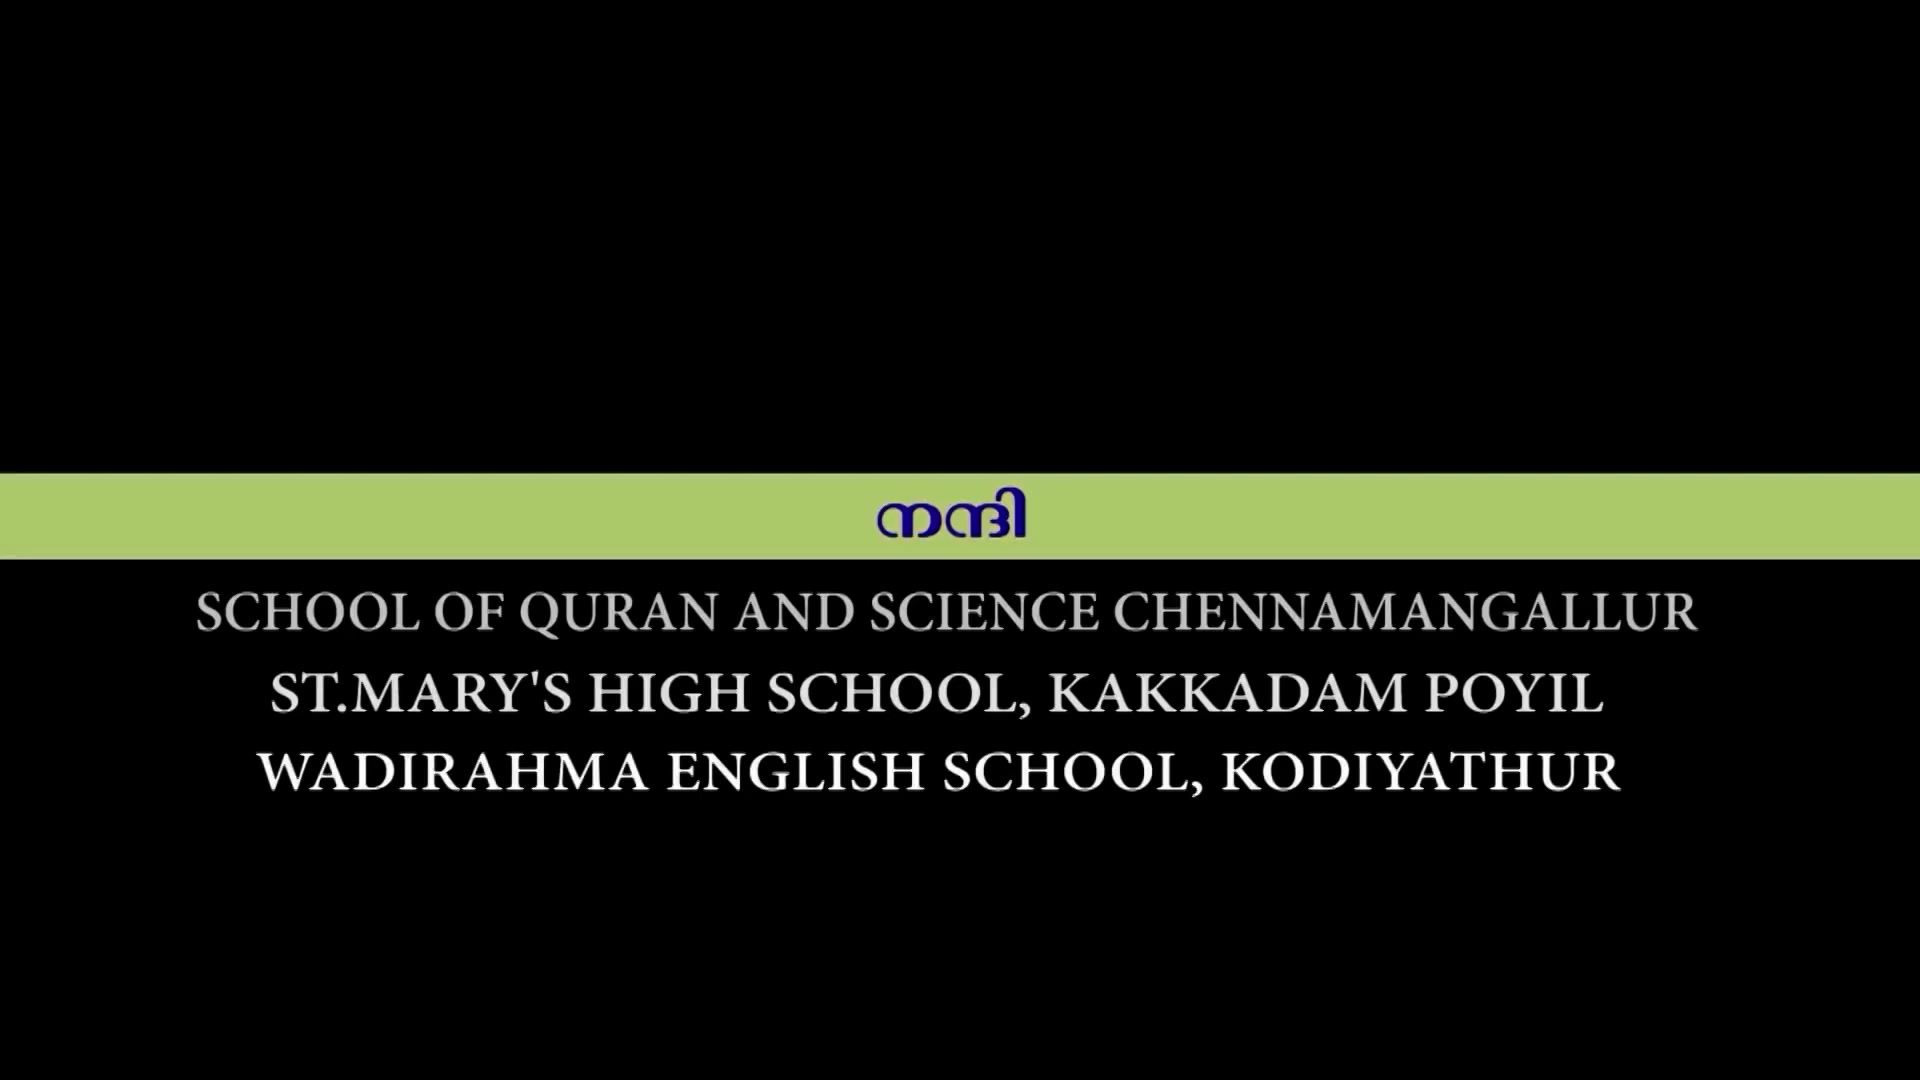 നന്ദി
SCHOOL OF QURAN AND SCIENCE CHENNAMANGALLUR
ST.MARY'S HIGH SCHOOL, KAKKADAM POYIL
WADIRAHMA ENGLISH SCHOOL, KODIYATHUR